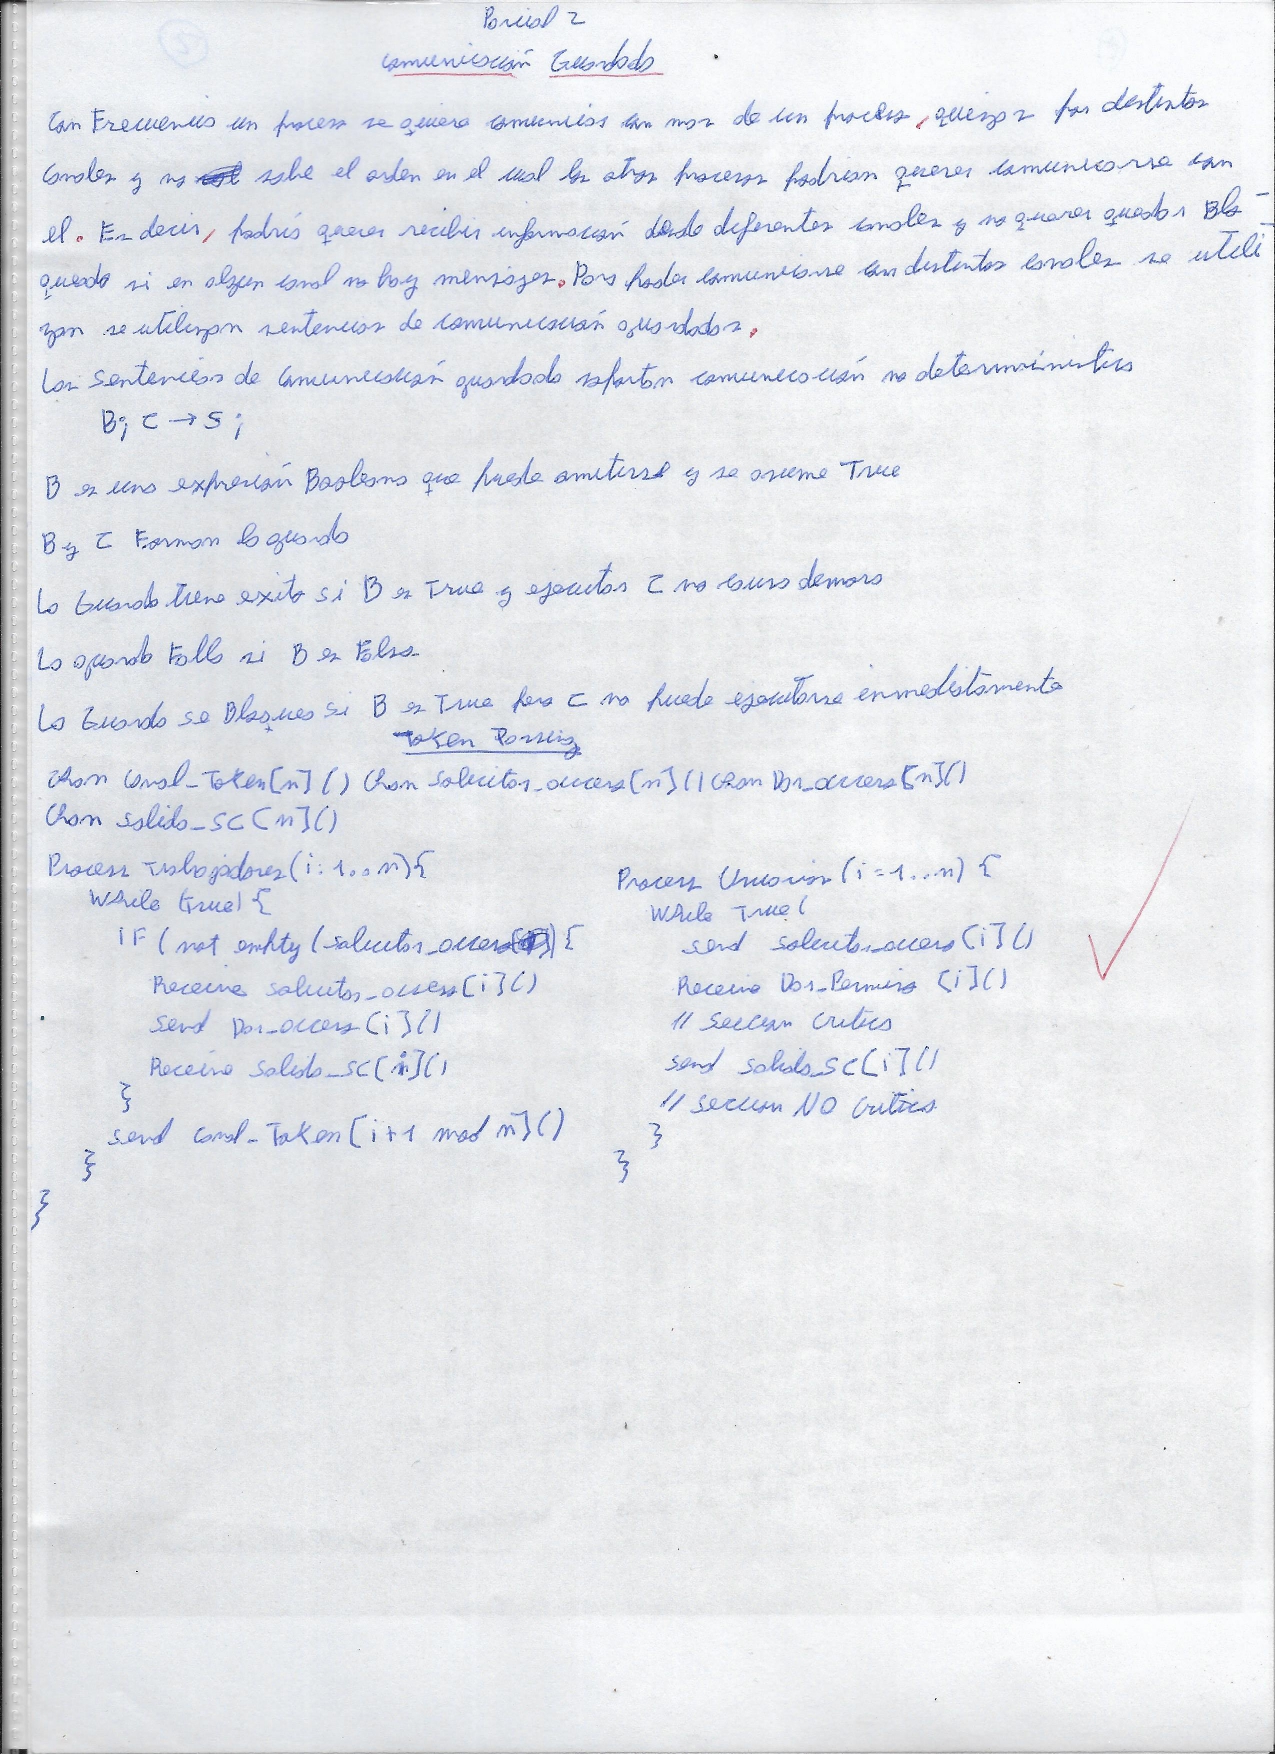 Parcial 2
Comunicación Guardada
Con Frecuencia un proceso se quiere comunicar con mas de un proceso, quizas por distintos
canales y no sabe el orden en el cual los otros procesos podrian querer comunicarse con
el. Es decir, podria querer recibir información desde diferentes canales y no querer quedar Blo-
queado si en algun canal no hay mensajes. Para poder comunicarse con distintos canales se utili
zan se utilizan sentencias de comunicación guardadas.
Las Sentencias de Comunicación guardada soportan comunicación no determinística
B; C → S;
B es una expresión Booleana que puede omitirse y se asume True
B y C Forman la guarda
La Guarda tiene exito si B es True y ejecutar C no causa demora
La guarda Falla si B es False
La Guarda se Bloquea si B es True pero C no puede ejecutarse inmediatamente
Token Passing
Chan Canal_Token[n]() Chan Solicitar_acceso[n]() Chan Dar_acceso[n]()
Chan salida_SC[n]()
Process Trabajadores(i:1..n){
While (true) {
IF (not empty (solicitar_acceso[i])) {
Receive solicitar_acceso[i]()
Send Dar_acceso[i]()
Receive Salida_SC[i]()
}
send Canal_Token[i+1 mod n]()
}
}
Process Usuarios (i=1..n) {
While True(
send solicitar_acceso[i]()
Receive Dar_Permiso [i]()
// Seccion Critica
send salida_SC[i]()
// Seccion NO Critica
}
}